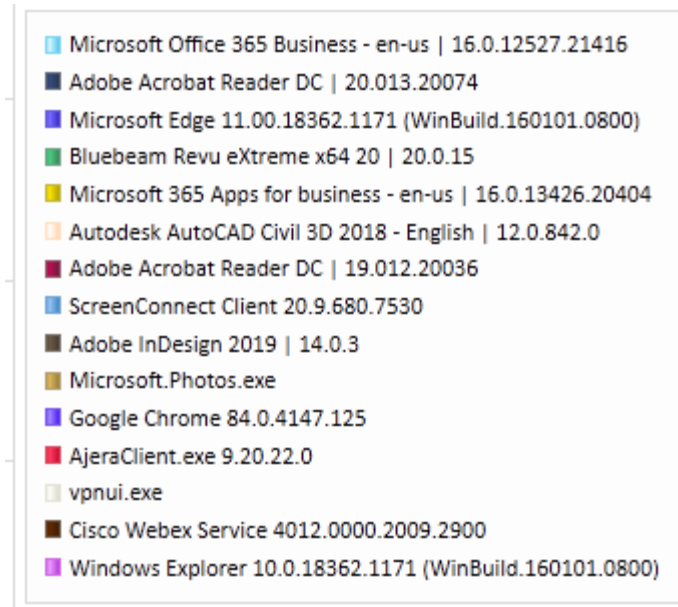 Microsoft Office 365 Business - en-us | 16.0.12527.21416
Adobe Acrobat Reader DC | 20.013.20074
Microsoft Edge 11.00.18362.1171 (WinBuild.160101.0800)
Bluebeam Revu eXtreme x64 20 | 20.0.15
Microsoft 365 Apps for business - en-us | 16.0.13426.20404
Autodesk AutoCAD Civil 3D 2018 - English | 12.0.842.0
Adobe Acrobat Reader DC | 19.012.20036
ScreenConnect Client 20.9.680.7530
Adobe InDesign 2019 | 14.0.3
Microsoft.Photos.exe
Google Chrome 84.0.4147.125
AjeraClient.exe 9.20.22.0
vpnui.exe
Cisco Webex Service 4012.0000.2009.2900
Windows Explorer 10.0.18362.1171 (WinBuild.160101.0800)